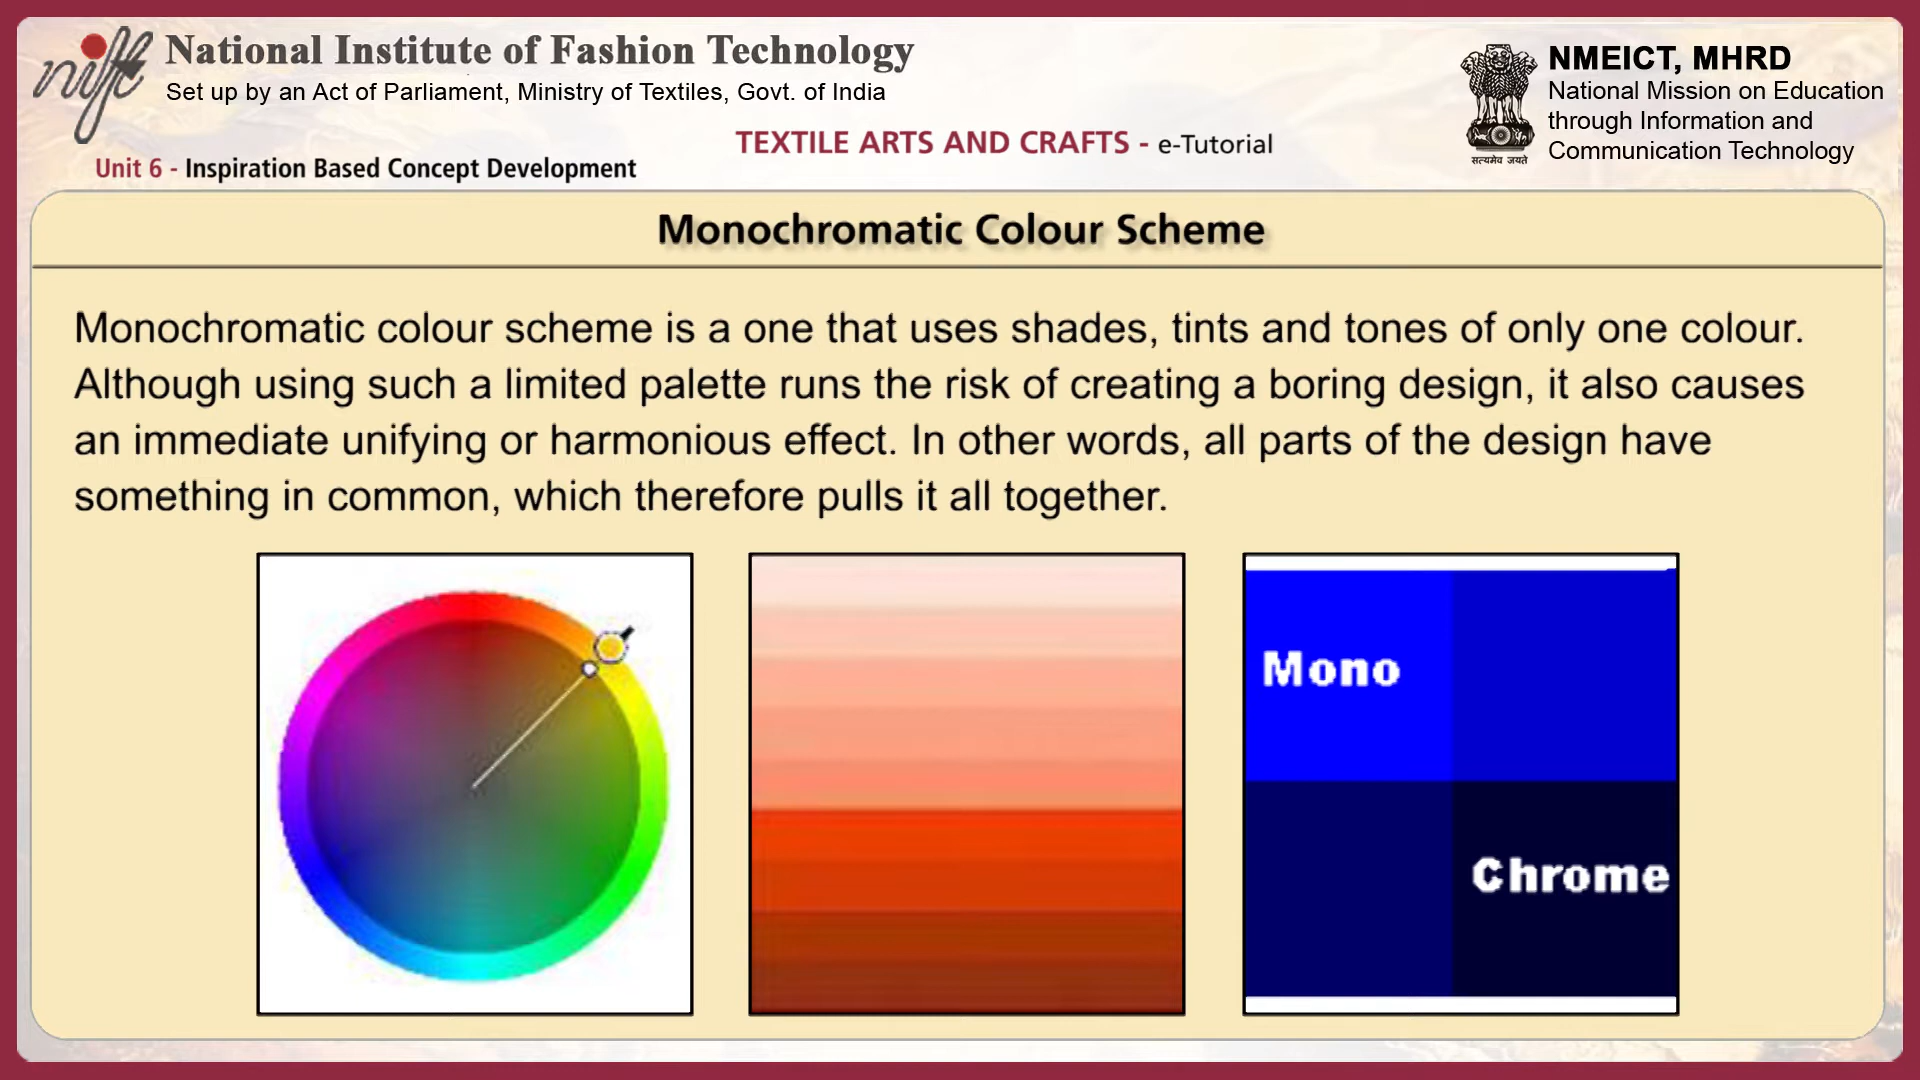 nift
National Institute of Fashion Technology
Set up by an Act of Parliament, Ministry of Textiles, Govt. of India
NMEICT, MHRD
National Mission on Education
through Information and
Communication Technology
सत्यमेव जयते
TEXTILE ARTS AND CRAFTS - e-Tutorial
Unit 6 - Inspiration Based Concept Development
Monochromatic Colour Scheme
Monochromatic colour scheme is a one that uses shades, tints and tones of only one colour.
Although using such a limited palette runs the risk of creating a boring design, it also causes
an immediate unifying or harmonious effect. In other words, all parts of the design have
something in common, which therefore pulls it all together.
Mono
Chrome